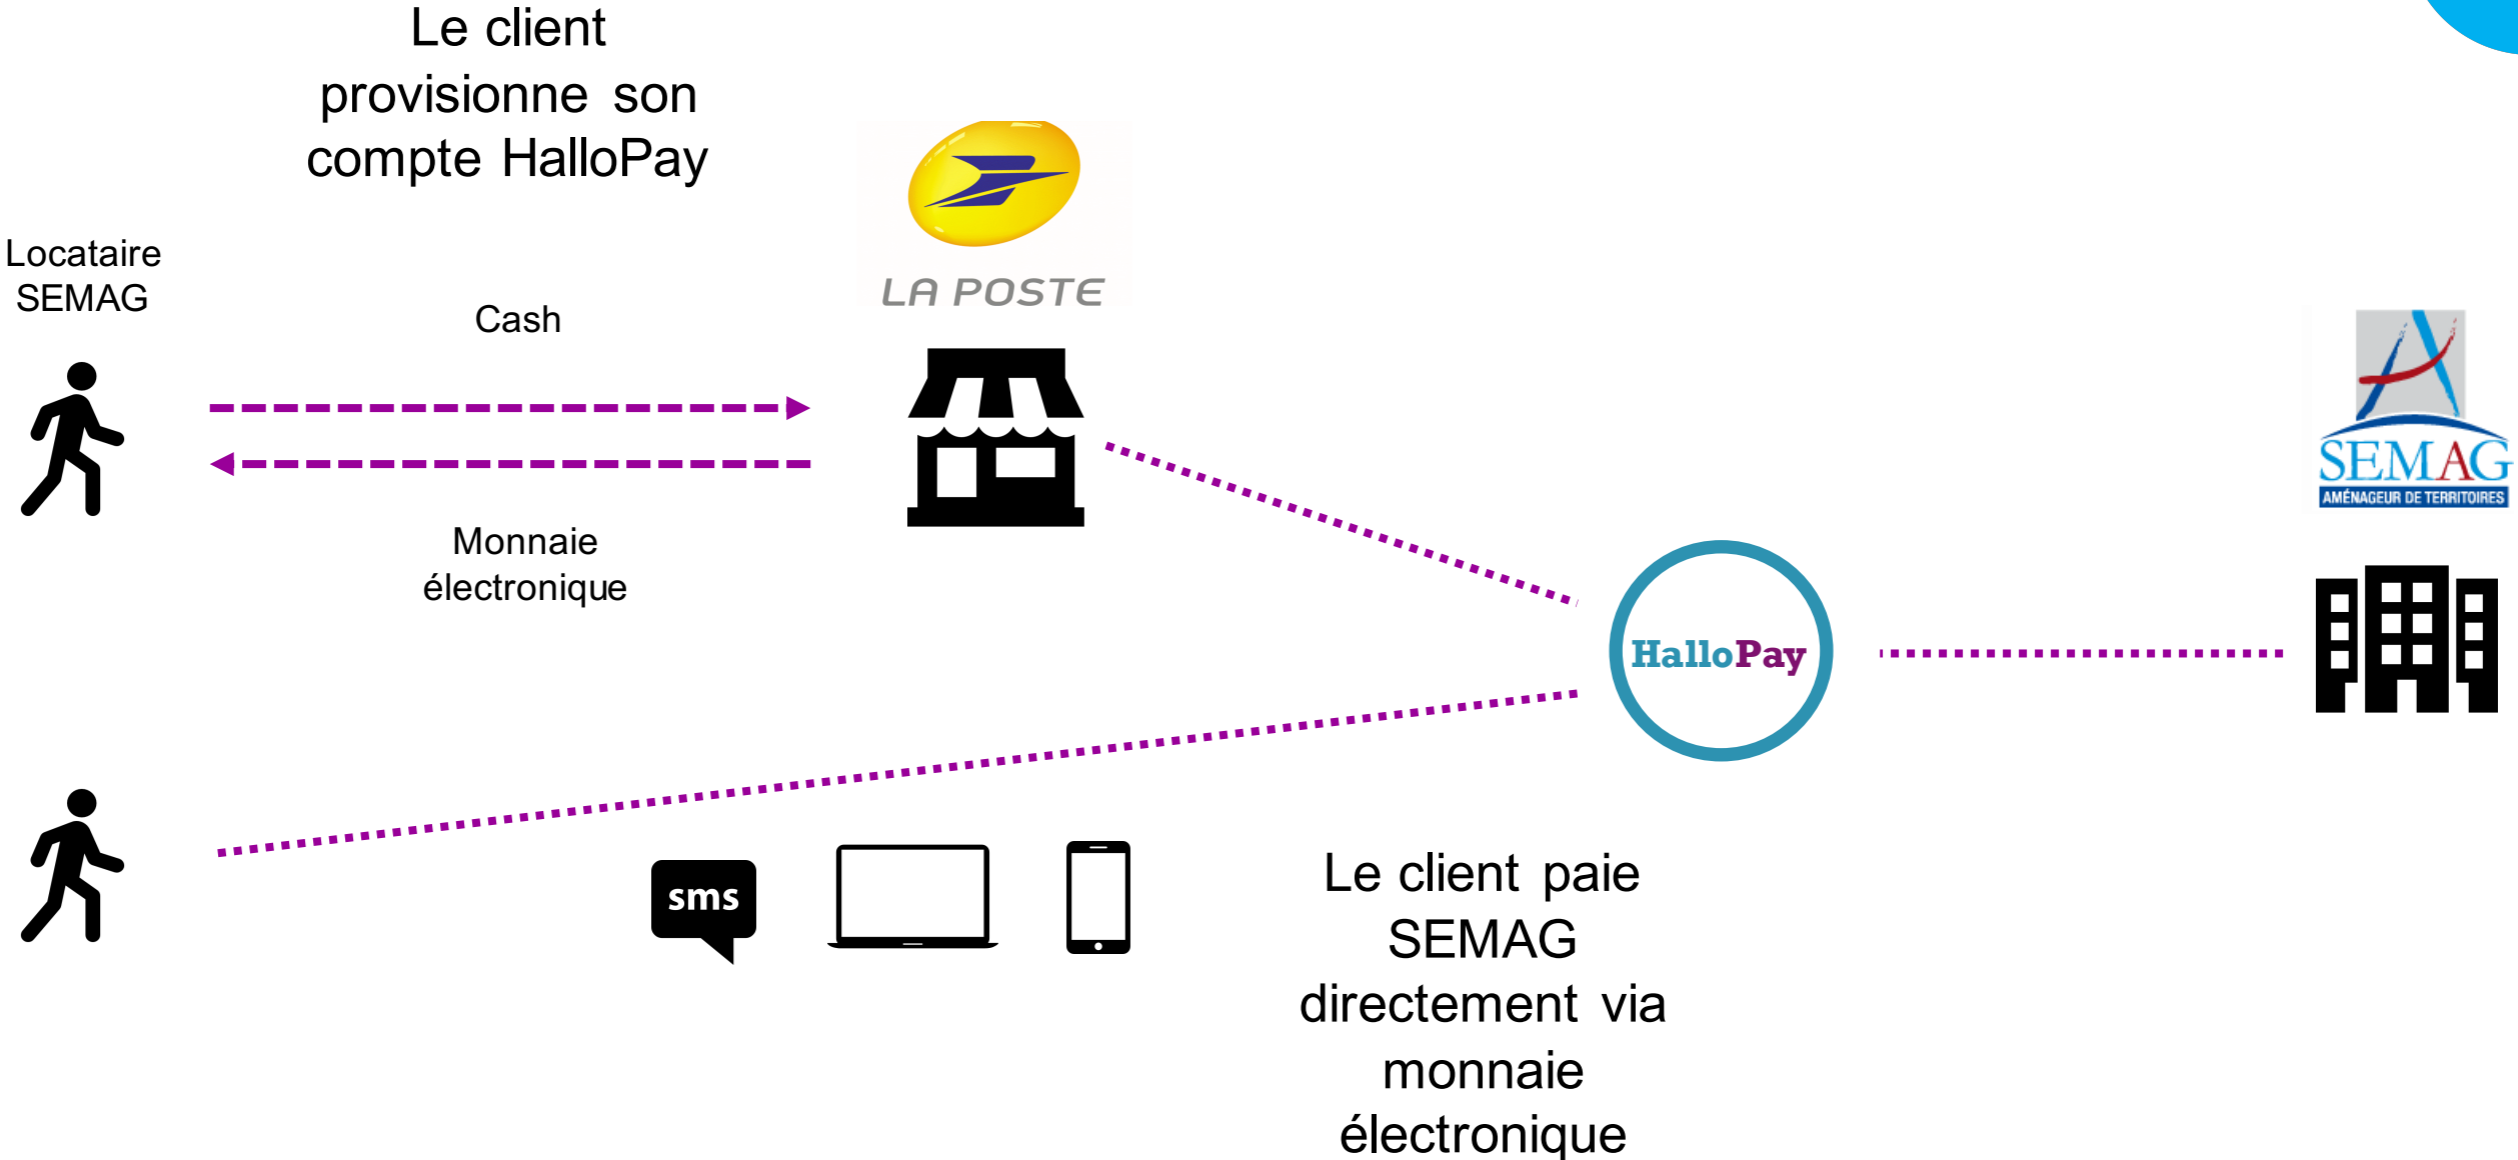 Le client
provisionne son
compte HalloPay
Locataire
SEMAG
Cash
LA POSTE
Monnaie
électronique
SEMAG
AMÉNAGEUR DE TERRITOIRES
HalloPay
sms
Le client paie
SEMAG
directement via
monnaie
électronique